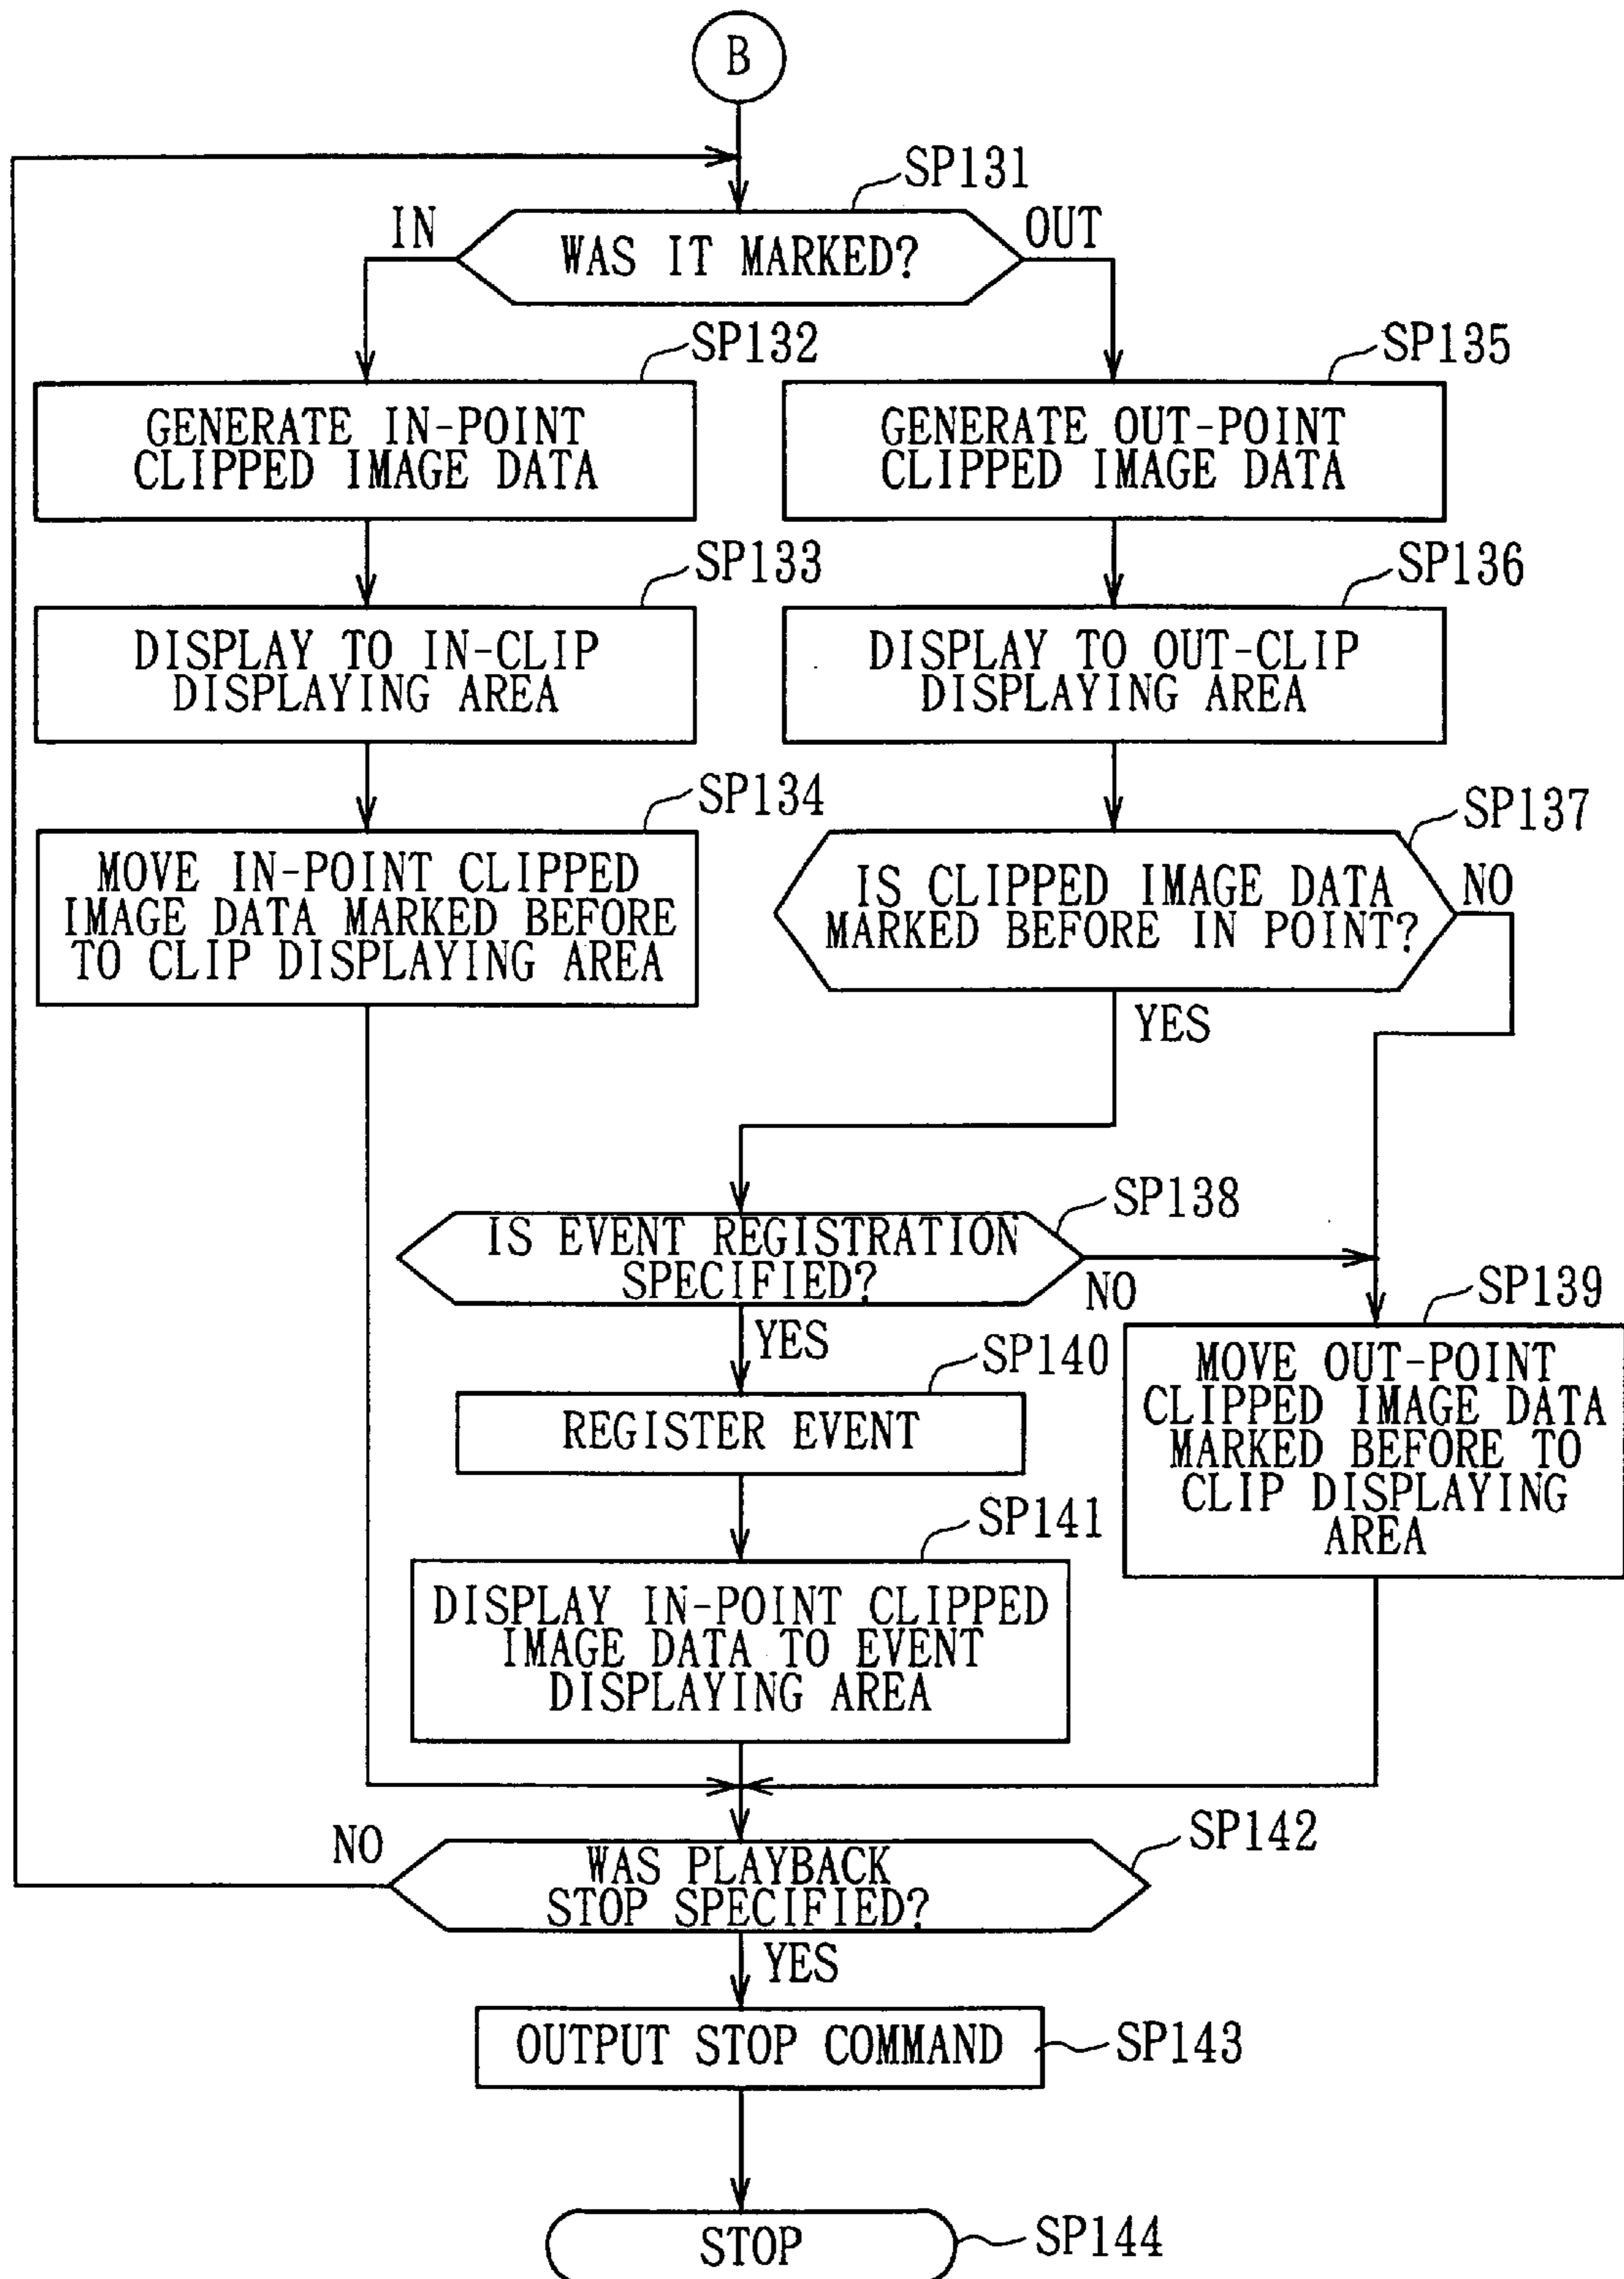 B
SP131
IN
OUT
WAS IT MARKED?
SP132
GENERATE IN-POINT
CLIPPED IMAGE DATA
SP135
GENERATE OUT-POINT
CLIPPED IMAGE DATA
SP133
DISPLAY TO IN-CLIP
DISPLAYING AREA
SP136
DISPLAY TO OUT-CLIP
DISPLAYING AREA
SP134
MOVE IN-POINT CLIPPED
IMAGE DATA MARKED BEFORE
TO CLIP DISPLAYING AREA
SP137
IS CLIPPED IMAGE DATA
MARKED BEFORE IN POINT?
NO
YES
SP138
IS EVENT REGISTRATION
SPECIFIED?
NO
YES
SP139
MOVE OUT-POINT
CLIPPED IMAGE DATA
MARKED BEFORE TO
CLIP DISPLAYING
AREA
SP140
REGISTER EVENT
SP141
DISPLAY IN-POINT CLIPPED
IMAGE DATA TO EVENT
DISPLAYING AREA
SP142
NO
WAS PLAYBACK
STOP SPECIFIED?
YES
OUTPUT STOP COMMAND
SP143
STOP
SP144